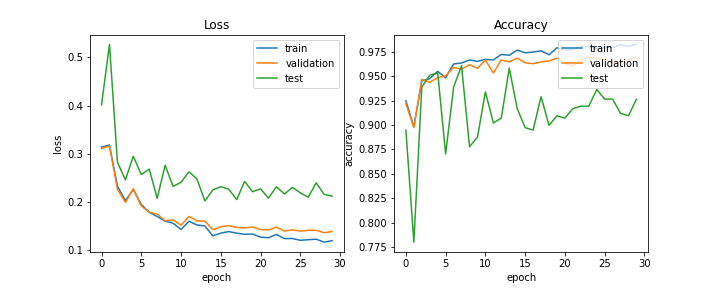 Loss
loss
0.5
0.4
0.3
0.2
0.1
train
validation
test
0 5 10 15 20 25 30
epoch
Accuracy
accuracy
0.975
0.950
0.925
0.900
0.875
0.850
0.825
0.800
0.775
train
validation
test
0 5 10 15 20 25 30
epoch